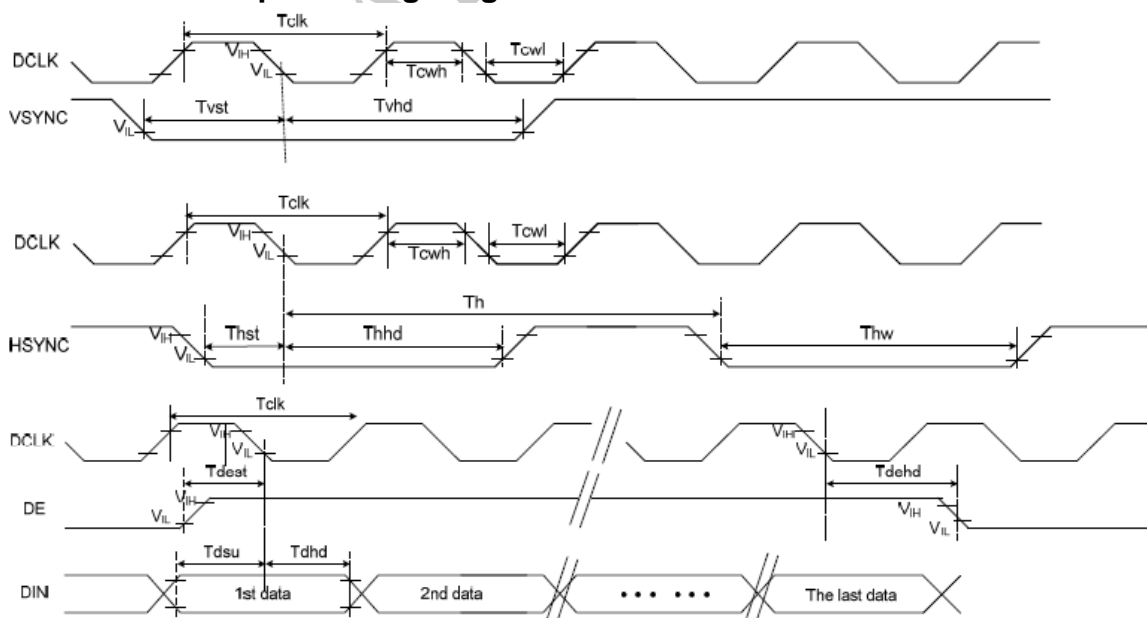 Tclk
DCLK VIH VIL Tcwh Tcwl
VSYNC VIL Tvst Tvhd
Tclk
DCLK VIH VIL Tcwh Tcwl
Th
HSYNC VIH VIL Thst Thhd Thw
Tclk
DCLK VIH VIL VIH VIL
Tdest Tdehd
DE VIH VIL VIH VIL
Tdsu Tdhd
DIN 1st data 2nd data • • • • • • The last data